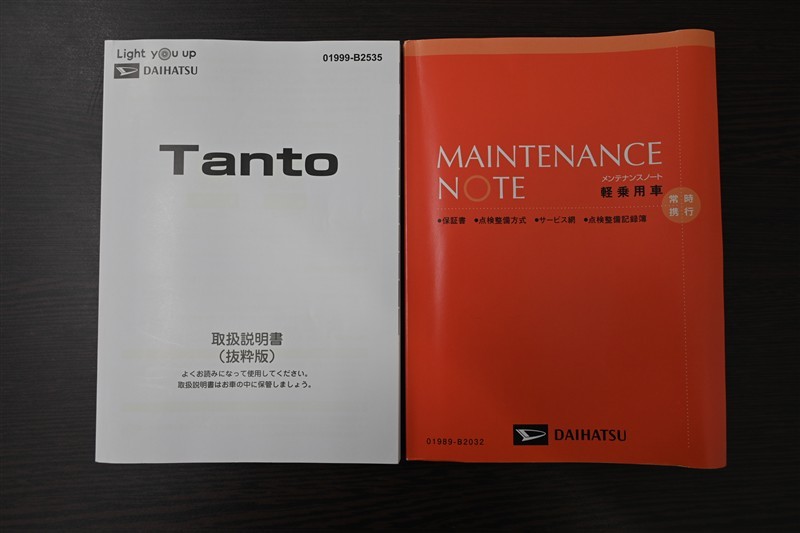 Light you up
DAIHATSU
01999-B2535
Tanto
取扱説明書
（抜粋版）
よくお読みになって使用してください。
取扱説明書はお車の中に保管しましょう。
MAINTENANCE
NOTE
メンテナンスノート
軽乗用車
常時
携行
●保証書 ●点検整備方式 ●サービス網 ●点検整備記録簿
01989-B2032
DAIHATSU